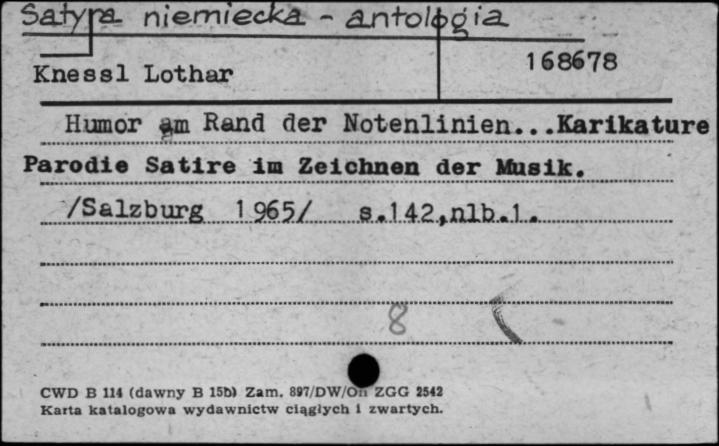 Satyra niemiecka - antologia
Knessl Lothar
168678
Humor am Rand der Notenlinien...Karikature
Parodie Satire im Zeichnen der Musik.
/Salzburg 1965/ s.142,nlb.1.
8
CWD B 114 (dawny B 15b) Zam. 897/DW/Oh ZGG 2542
Karta katalogowa wydawnictw ciągłych i zwartych.